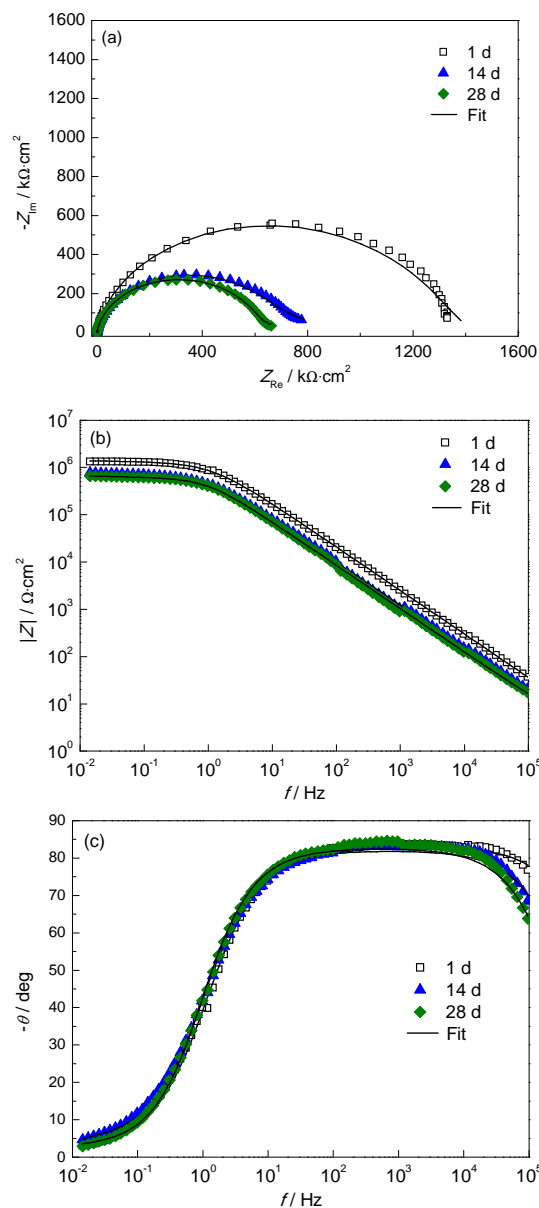 (a)
1 d
14 d
28 d
Fit
1600
1400
1200
1000
800
600
400
200
0
-Z_Im / kΩ·cm²
0 400 800 1200 1600
Z_Re / kΩ·cm²
(b)
1 d
14 d
28 d
Fit
10⁷
10⁶
10⁵
10⁴
10³
10²
10¹
10⁰
|Z| / Ω·cm²
10⁻² 10⁻¹ 10⁰ 10¹ 10² 10³ 10⁴ 10⁵
f / Hz
(c)
90
80
70
60
50
40
30
20
10
0
-θ / deg
1 d
14 d
28 d
Fit
10⁻² 10⁻¹ 10⁰ 10¹ 10² 10³ 10⁴ 10⁵
f / Hz